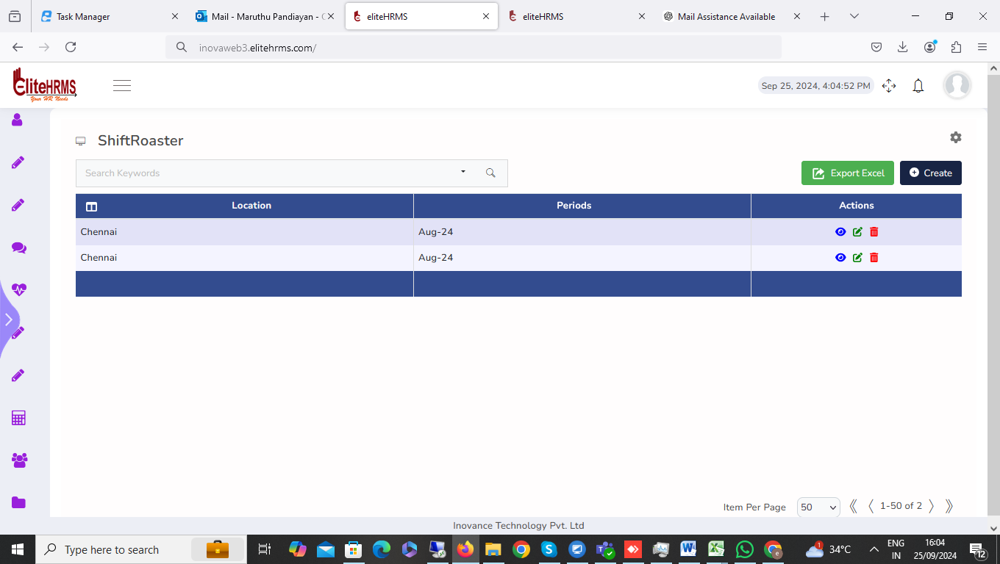 Task Manager
Mail - Maruthu Pandiayan -
eliteHRMS
eliteHRMS
Mail Assistance Available
inovaweb3.elitehrms.com/
EliteHRMS
Your HR Needs
Sep 25, 2024, 4:04:52 PM
ShiftRoaster
Search Keywords
Export Excel
Create
Location Periods Actions
Chennai Aug-24
Chennai Aug-24
Item Per Page 50 1-50 of 2
Inovance Technology Pvt. Ltd
Type here to search
34°C
ENG
IN
16:04
25/09/2024
12
1